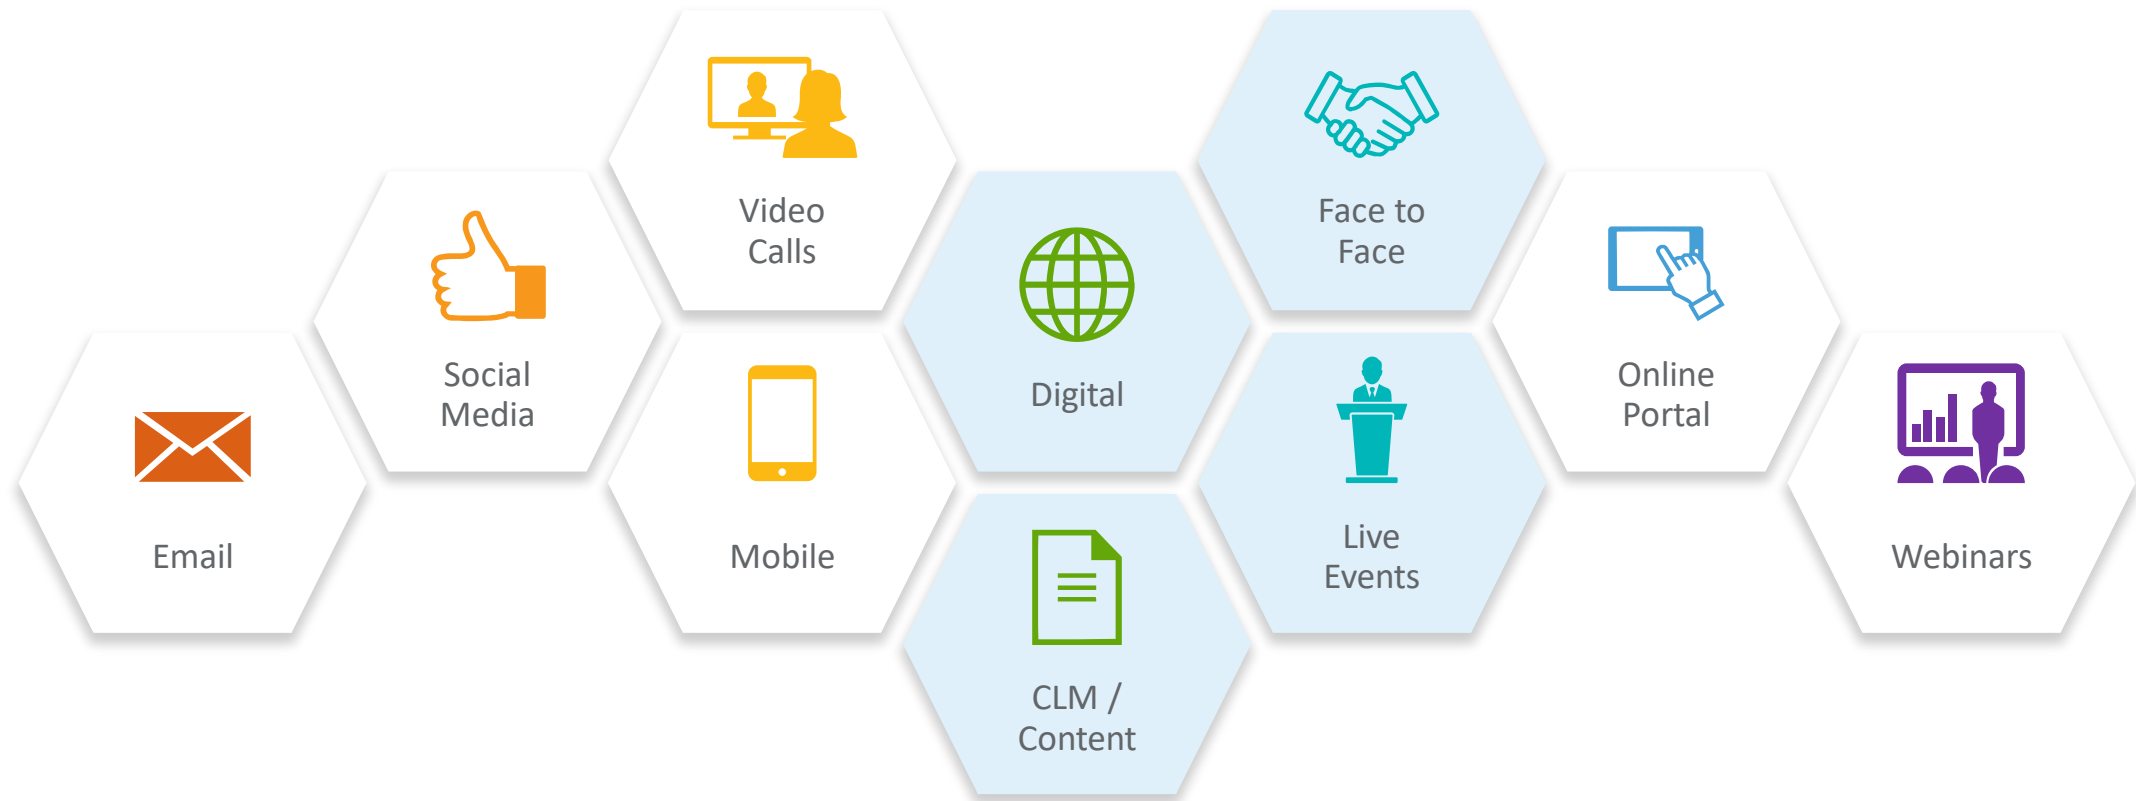 Video
Calls
Face to
Face
Social
Media
Digital
Online
Portal
Email
Mobile
Live
Events
Webinars
CLM /
Content